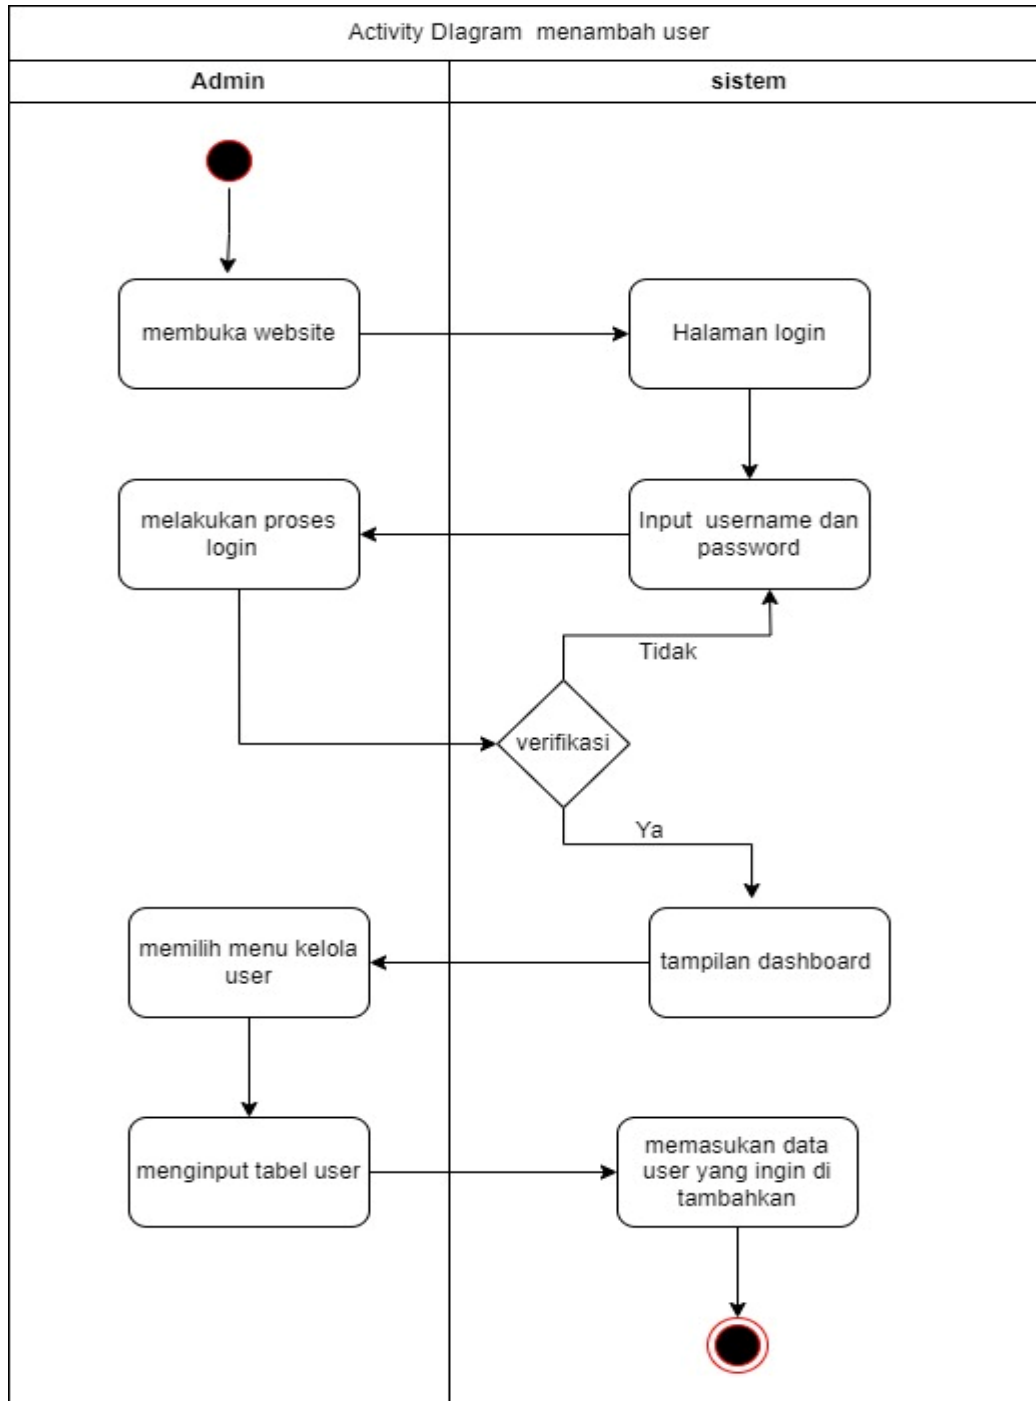 Activity DIagram  menambah user
Admin
sistem
membuka website
Halaman login
melakukan proses
login
Input  username dan
password
Tidak
verifikasi
Ya
memilih menu kelola
user
tampilan dashboard
menginput tabel user
memasukan data
user yang ingin di
tambahkan